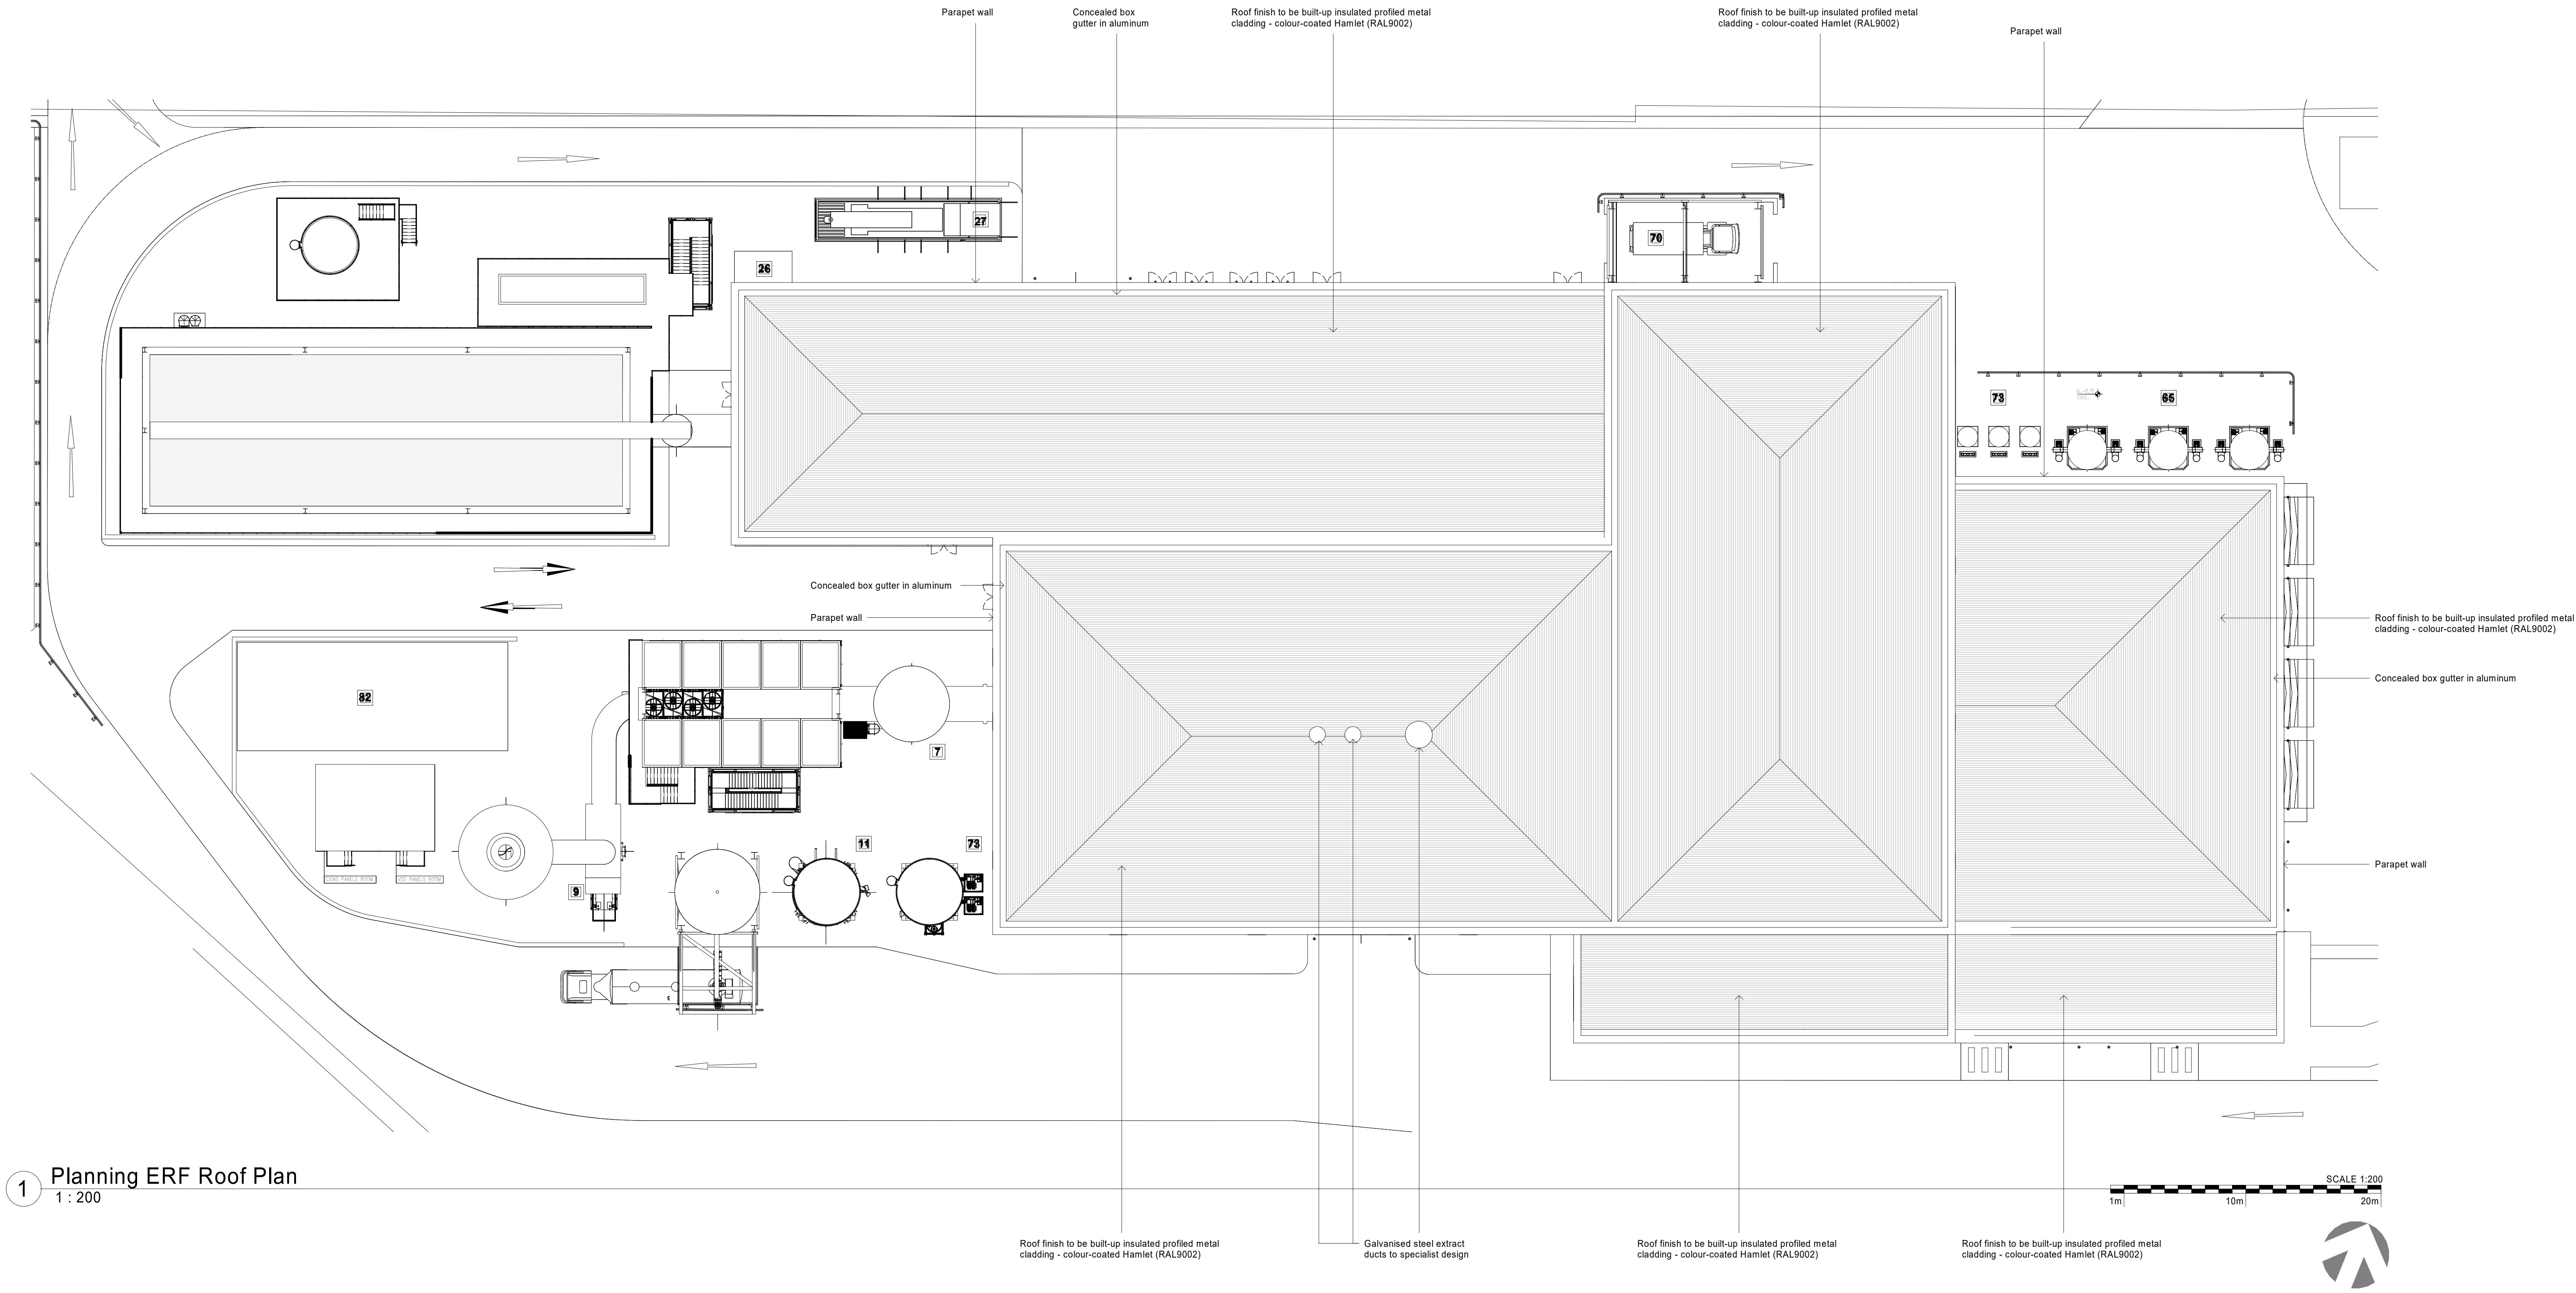 Parapet wall
Concealed box
gutter in aluminum
Roof finish to be built-up insulated profiled metal
cladding - colour-coated Hamlet (RAL9002)
Roof finish to be built-up insulated profiled metal
cladding - colour-coated Hamlet (RAL9002)
Parapet wall
27
70
26
73
65
Concealed box gutter in aluminum
Parapet wall
Roof finish to be built-up insulated profiled metal
cladding - colour-coated Hamlet (RAL9002)
Concealed box gutter in aluminum
82
7
11
73
Parapet wall
CEMS PANELS ROOM
VSD PANELS ROOM
9
1
Planning ERF Roof Plan
1 : 200
SCALE 1:200
1m
10m
20m
Roof finish to be built-up insulated profiled metal
cladding - colour-coated Hamlet (RAL9002)
Galvanised steel extract
ducts to specialist design
Roof finish to be built-up insulated profiled metal
cladding - colour-coated Hamlet (RAL9002)
Roof finish to be built-up insulated profiled metal
cladding - colour-coated Hamlet (RAL9002)